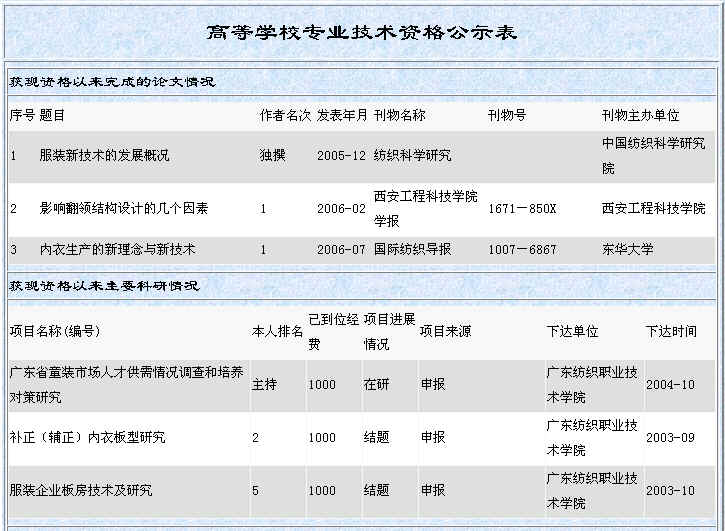 高等学校专业技术资格公示表
获现资格以来完成的论文情况
序号 题目 作者名次 发表年月 刊物名称 刊物号 刊物主办单位
1 服装新技术的发展概况 独撰 2005-12 纺织科学研究 中国纺织科学研究院
2 影响翻领结构设计的几个因素 1 2006-02 西安工程科技学院学报 1671－850X 西安工程科技学院
3 内衣生产的新理念与新技术 1 2006-07 国际纺织导报 1007－6867 东华大学
获现资格以来主要科研情况
项目名称(编号) 本人排名 已到位经费 项目进展情况 项目来源 下达单位 下达时间
广东省童装市场人才供需情况调查和培养对策研究 主持 1000 在研 申报 广东纺织职业技术学院 2004-10
补正（辅正）内衣板型研究 2 1000 结题 申报 广东纺织职业技术学院 2003-09
服装企业板房技术及研究 5 1000 结题 申报 广东纺织职业技术学院 2003-10